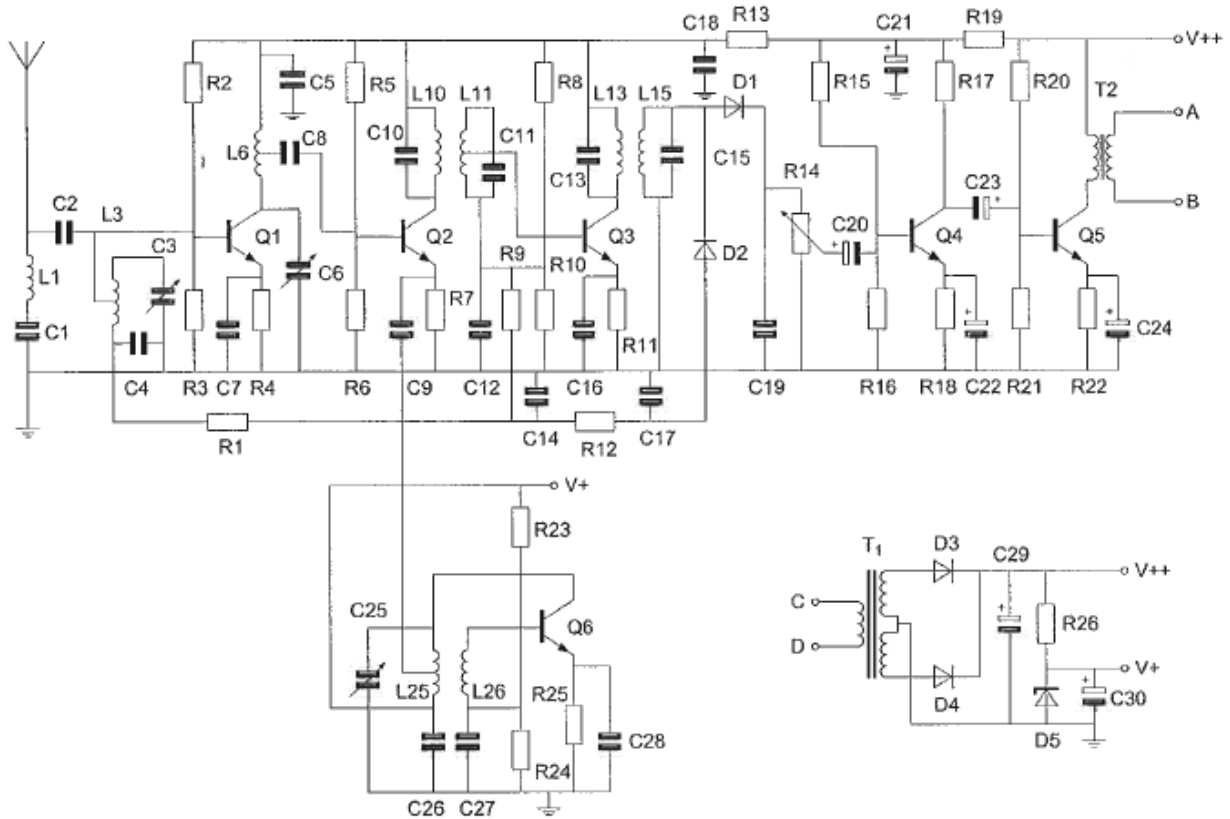 C18
R13
C21
R19
V++
R2
C5
R5
L10
L11
R8
L13
L15
D1
R15
R17
R20
T2
L6
C8
C10
C11
C13
C15
A
C2
L3
C3
Q1
C6
Q2
R9
R10
Q3
D2
R14
C20
Q4
C23
Q5
B
L1
C1
R7
R11
C24
C4
R3
C7
R4
R6
C9
C12
C16
C19
R16
R18
C22
R21
R22
R1
C14
R12
C17
V+
R23
T1
D3
C29
V++
C25
Q6
C
D
R26
L25
L26
R25
V+
C30
D4
D5
C28
R24
C26
C27